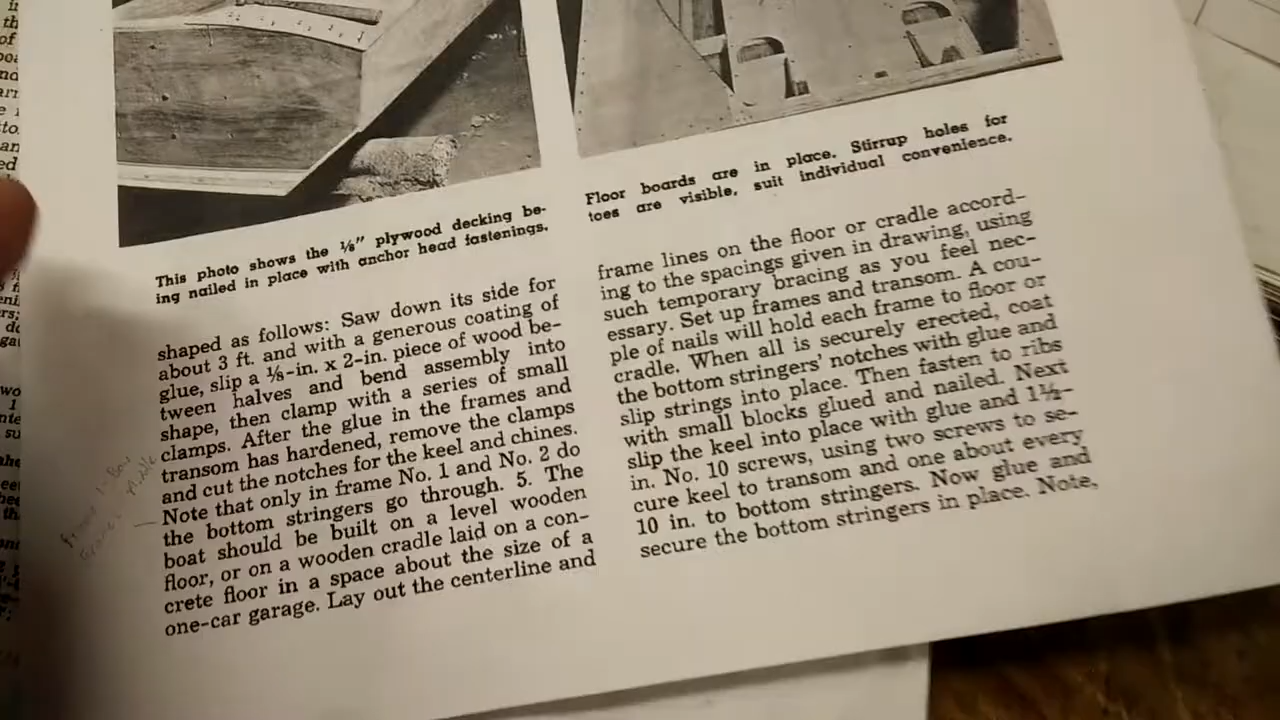 This photo shows the ⅛" plywood decking be-
ing nailed in place with anchor head fastenings.
Floor boards are in place. Stirrup holes for
toes are visible, suit individual convenience.
shaped as follows: Saw down its side for
about 3 ft. and with a generous coating of
glue, slip a ⅛-in. x 2-in. piece of wood be-
tween halves and bend assembly into
shape, then clamp with a series of small
clamps. After the glue in the frames and
transom has hardened, remove the clamps
and cut the notches for the keel and chines.
Note that only in frame No. 1 and No. 2 do
the bottom stringers go through. 5. The
boat should be built on a level wooden
floor, or on a wooden cradle laid on a con-
crete floor in a space about the size of a
one-car garage. Lay out the centerline and
frame lines on the floor or cradle accord-
ing to the spacings given in drawing, using
such temporary bracing as you feel nec-
essary. Set up frames and transom. A cou-
ple of nails will hold each frame to floor or
cradle. When all is securely erected, coat
the bottom stringers' notches with glue and
slip strings into place. Then fasten to ribs
with small blocks glued and nailed. Next
slip the keel into place with glue and 1½-
in. No. 10 screws, using two screws to se-
cure keel to transom and one about every
10 in. to bottom stringers. Now glue and
secure the bottom stringers in place. Note,